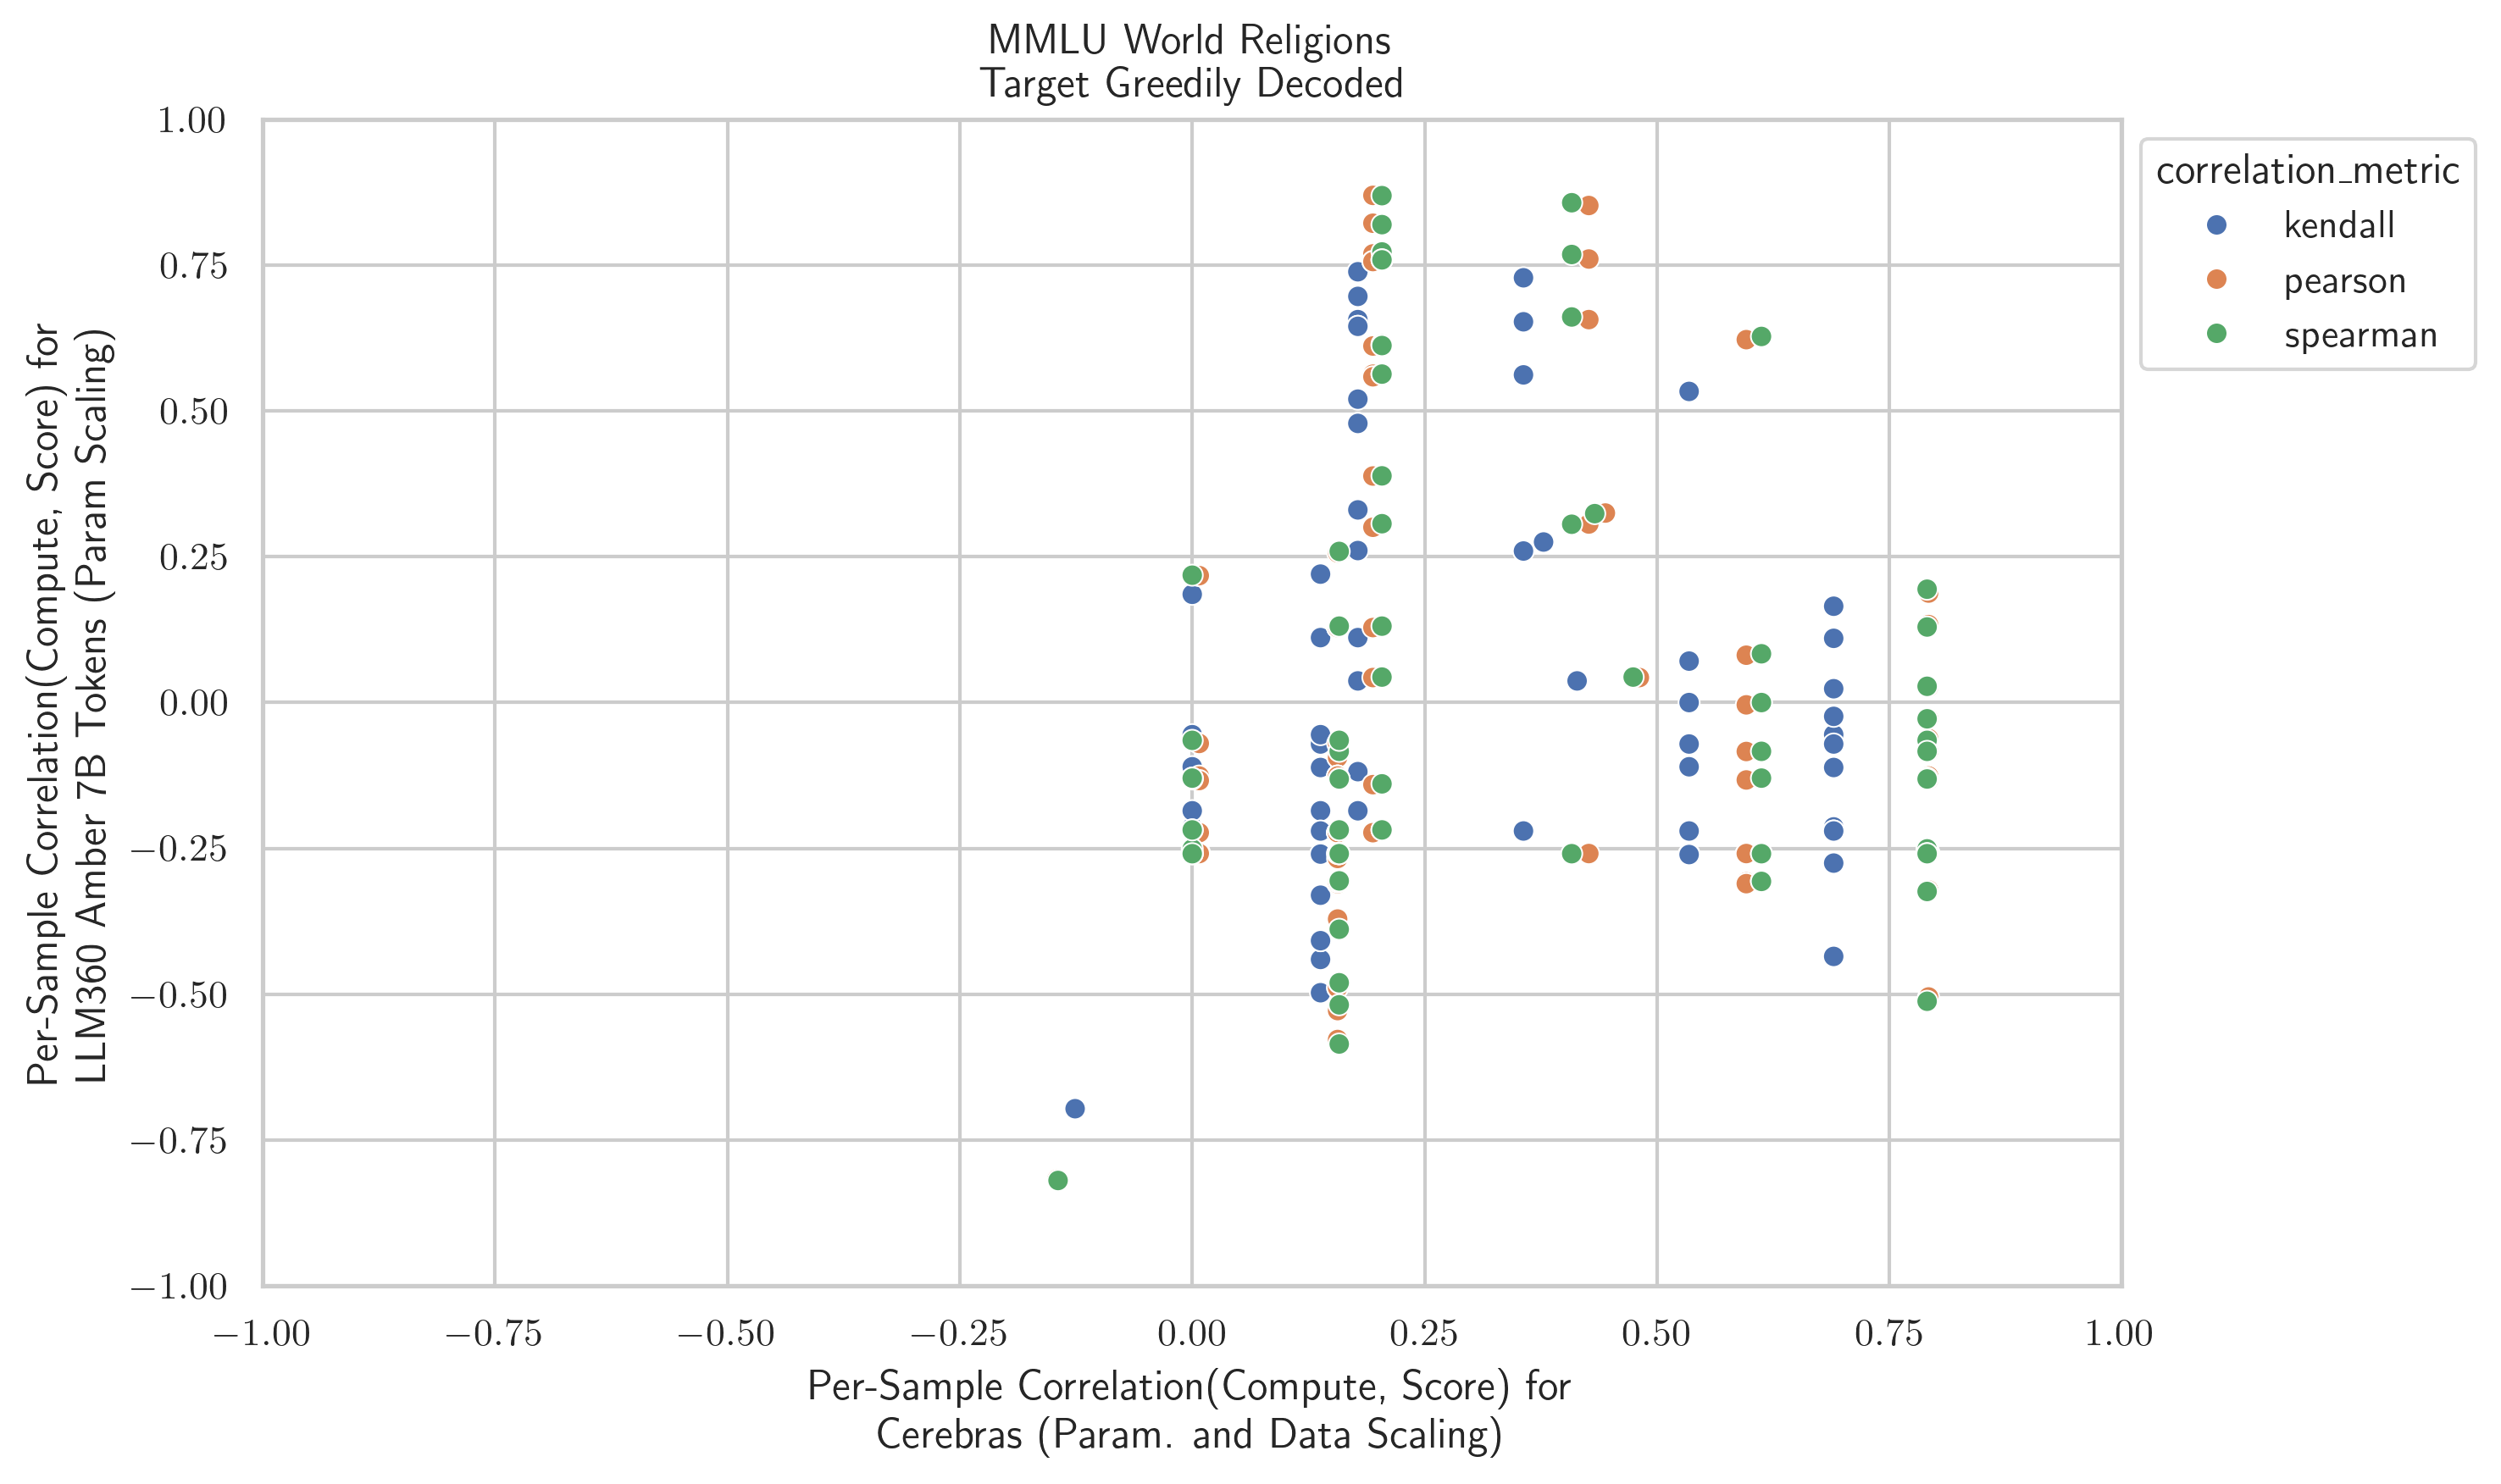 MMLU World Religions
Target Greedily Decoded
1.00
0.75
0.50
0.25
0.00
−0.25
−0.50
−0.75
−1.00
Per-Sample Correlation(Compute, Score) for
LLM360 Amber 7B Tokens (Param Scaling)
correlation_metric
kendall
pearson
spearman
−1.00 −0.75 −0.50 −0.25 0.00 0.25 0.50 0.75 1.00
Per-Sample Correlation(Compute, Score) for
Cerebras (Param. and Data Scaling)